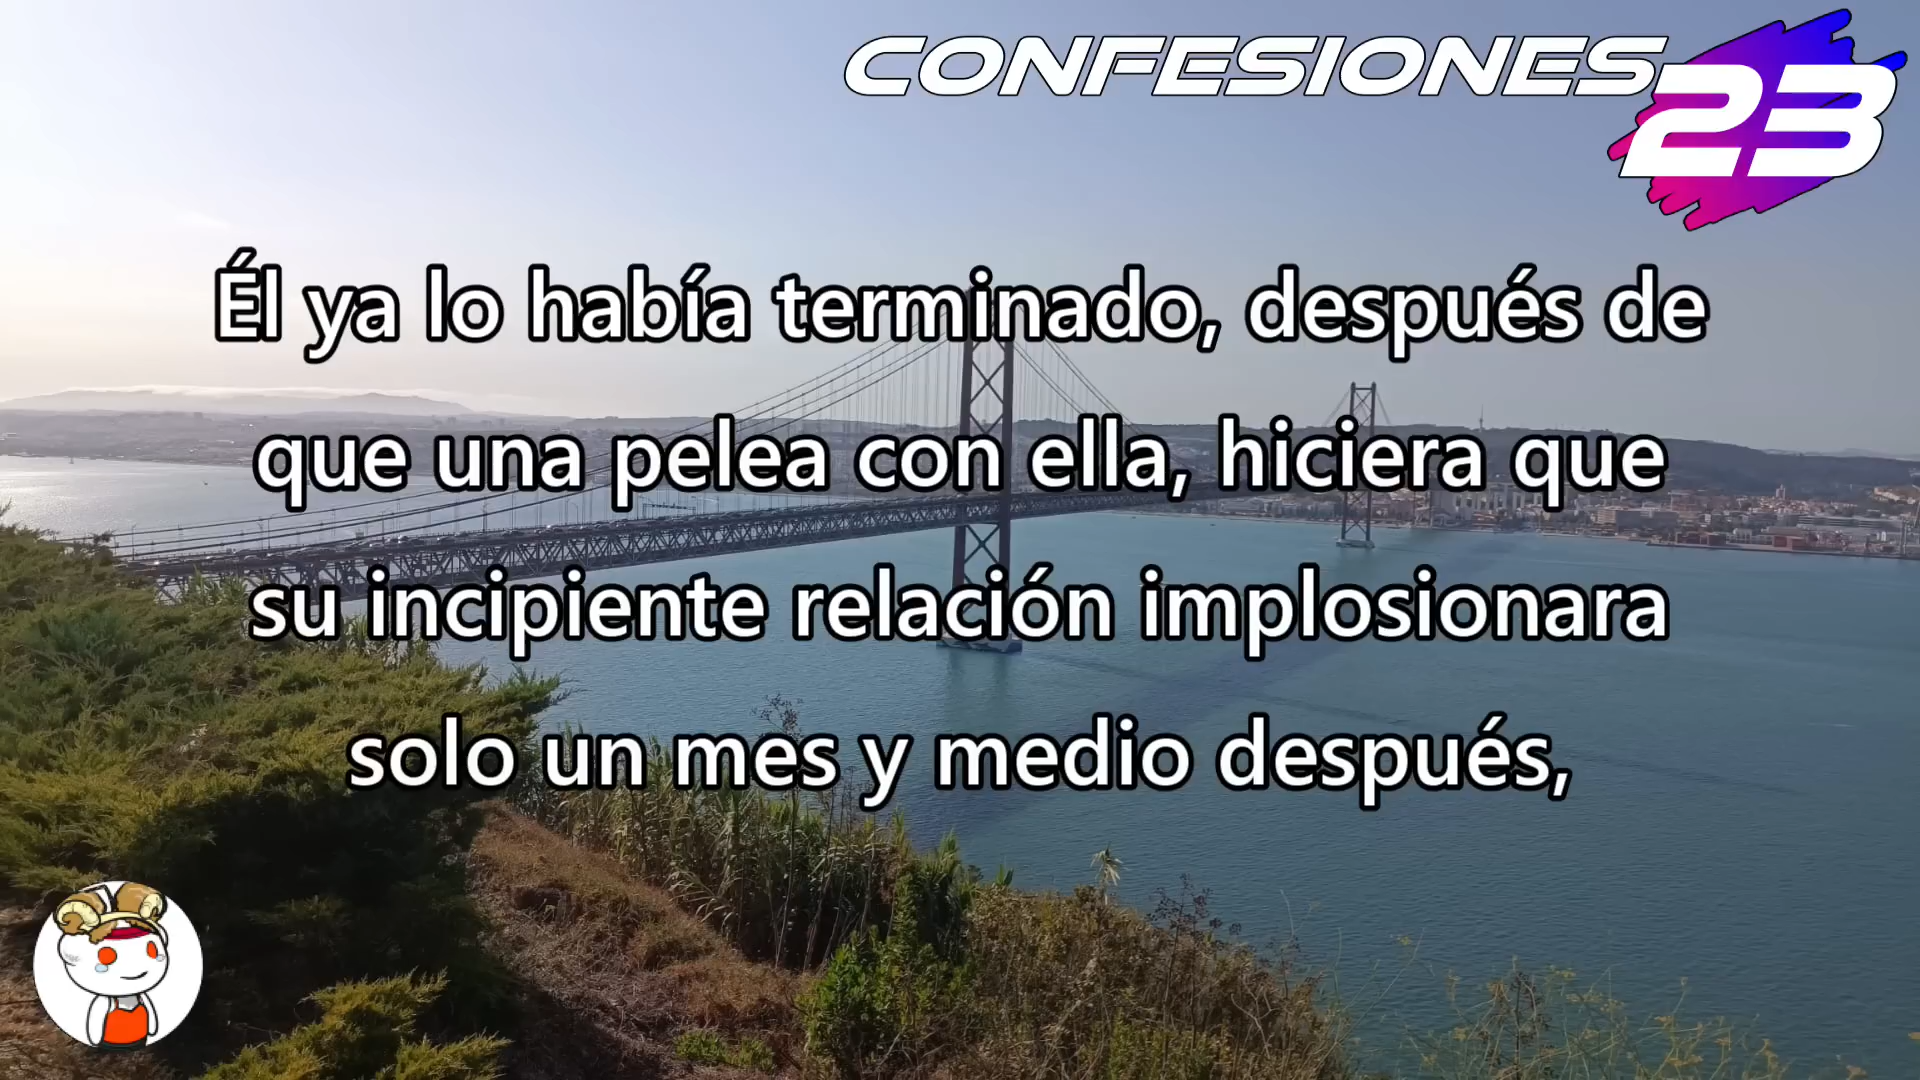 CONFESIONES
23
Él ya lo había terminado, después de
que una pelea con ella, hiciera que
su incipiente relación implosionara
solo un mes y medio después,